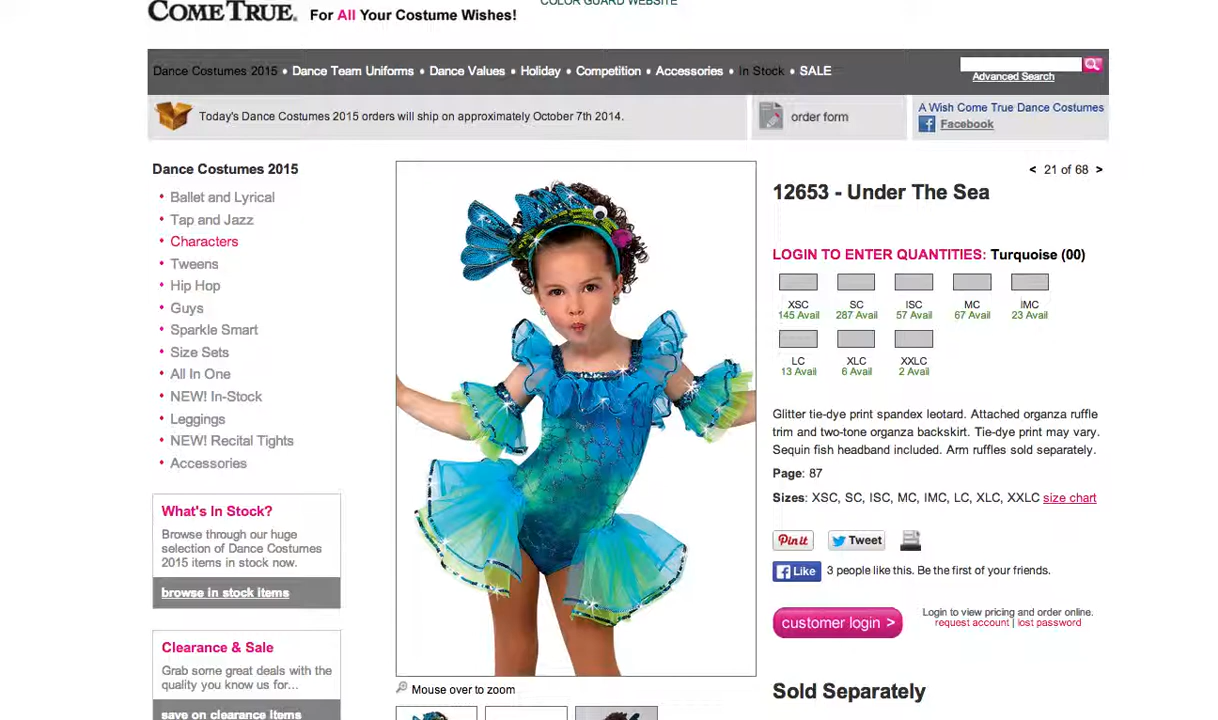 COLOR GUARD WEBSITE
COME TRUE® For All Your Costume Wishes!
Dance Costumes 2015 • Dance Team Uniforms • Dance Values • Holiday • Competition • Accessories • In Stock • SALE
Advanced Search
Today's Dance Costumes 2015 orders will ship on approximately October 7th 2014.
order form
A Wish Come True Dance Costumes
Facebook
Dance Costumes 2015
Ballet and Lyrical
Tap and Jazz
Characters
Tweens
Hip Hop
Guys
Sparkle Smart
Size Sets
All In One
NEW! In-Stock
Leggings
NEW! Recital Tights
Accessories
What's In Stock?
Browse through our huge
selection of Dance Costumes
2015 items in stock now.
browse in stock items
Clearance & Sale
Grab some great deals with the
quality you know us for...
save on clearance items
Mouse over to zoom
< 21 of 68 >
12653 - Under The Sea
LOGIN TO ENTER QUANTITIES: Turquoise (00)
XSC SC ISC MC IMC
145 Avail 287 Avail 57 Avail 67 Avail 23 Avail
LC XLC XXLC
13 Avail 6 Avail 2 Avail
Glitter tie-dye print spandex leotard. Attached organza ruffle
trim and two-tone organza backskirt. Tie-dye print may vary.
Sequin fish headband included. Arm ruffles sold separately.
Page: 87
Sizes: XSC, SC, ISC, MC, IMC, LC, XLC, XXLC size chart
Pin it Tweet
Like 3 people like this. Be the first of your friends.
customer login >
Login to view pricing and order online.
request account | lost password
Sold Separately